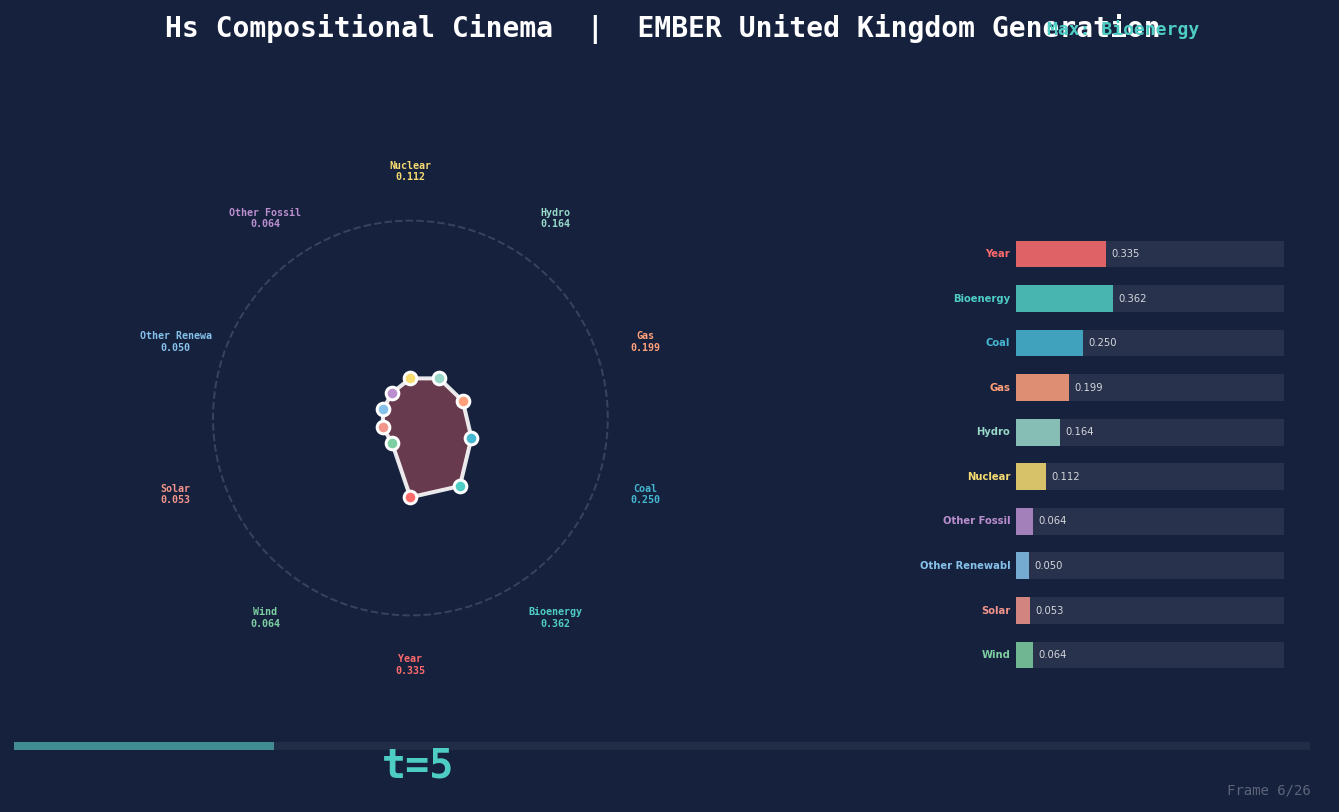 Hs Compositional Cinema | EMBER United Kingdom Generation
Max: Bioenergy
Nuclear
0.112
Other Fossil
0.064
Hydro
0.164
Other Renewa
0.050
Gas
0.199
Solar
0.053
Coal
0.250
Wind
0.064
Bioenergy
0.362
Year
0.335
Year 0.335
Bioenergy 0.362
Coal 0.250
Gas 0.199
Hydro 0.164
Nuclear 0.112
Other Fossil 0.064
Other Renewabl 0.050
Solar 0.053
Wind 0.064
t=5
Frame 6/26